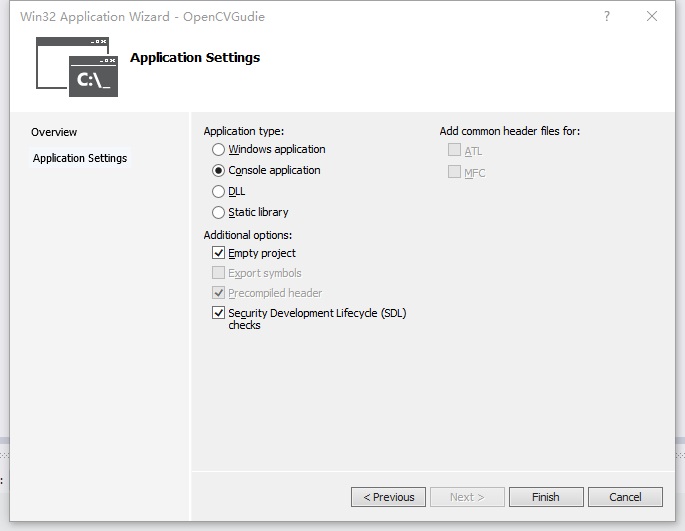 Win32 Application Wizard - OpenCVGudie
?
C:\_
Application Settings
Overview
Application Settings
Application type:
Windows application
Console application
DLL
Static library
Additional options:
Empty project
Export symbols
Precompiled header
Security Development Lifecycle (SDL)
checks
Add common header files for:
ATL
MFC
:
< Previous
Next >
Finish
Cancel